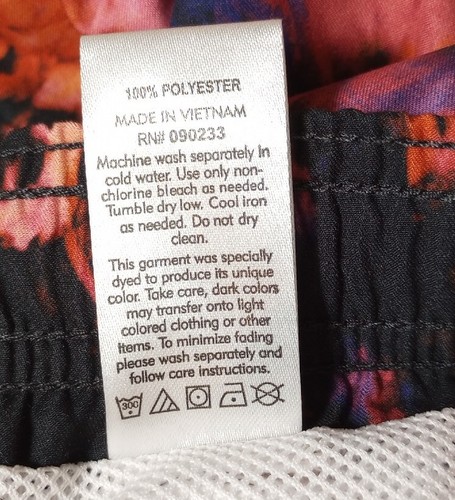 100% POLYESTER
MADE IN VIETNAM
RN# 090233
Machine wash separately in
cold water. Use only non-
chlorine bleach as needed.
Tumble dry low. Cool iron
as needed. Do not dry
clean.
This garment was specially
dyed to produce its unique
color. Take care, dark colors
may transfer onto light
colored clothing or other
items. To minimize fading
please wash separately and
follow care instructions.
300